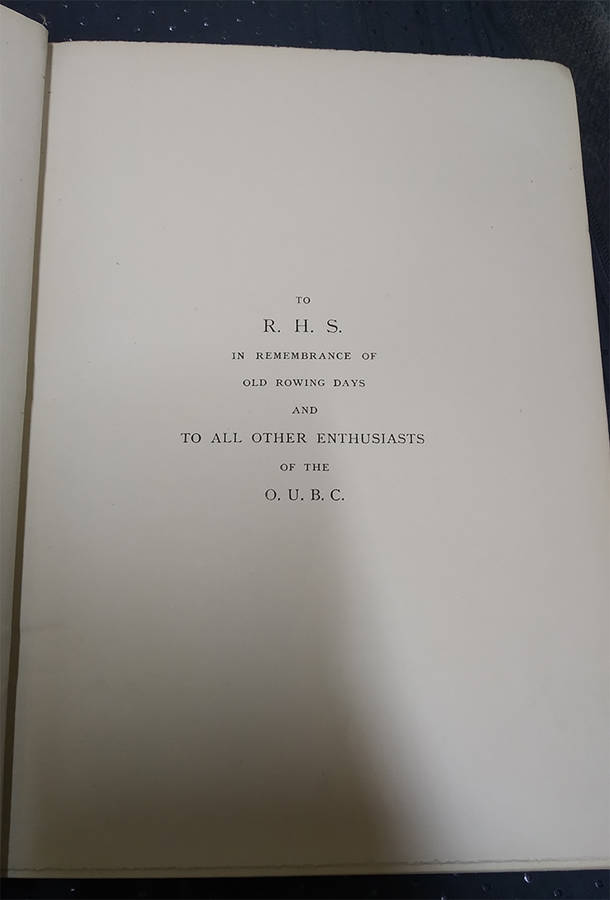 TO
R. H. S.
IN REMEMBRANCE OF
OLD ROWING DAYS
AND
TO ALL OTHER ENTHUSIASTS
OF THE
O. U. B. C.